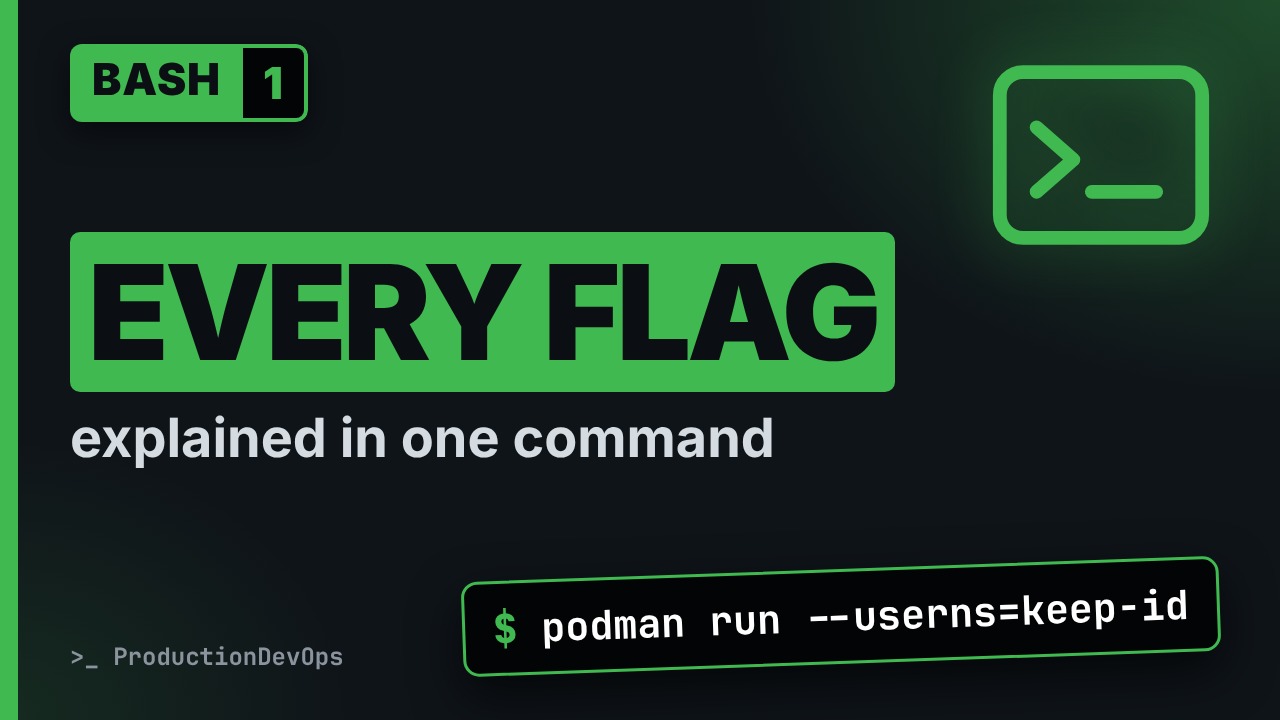 BASH 1
>_
EVERY FLAG
explained in one command
$ podman run --userns=keep-id
>_ ProductionDevOps